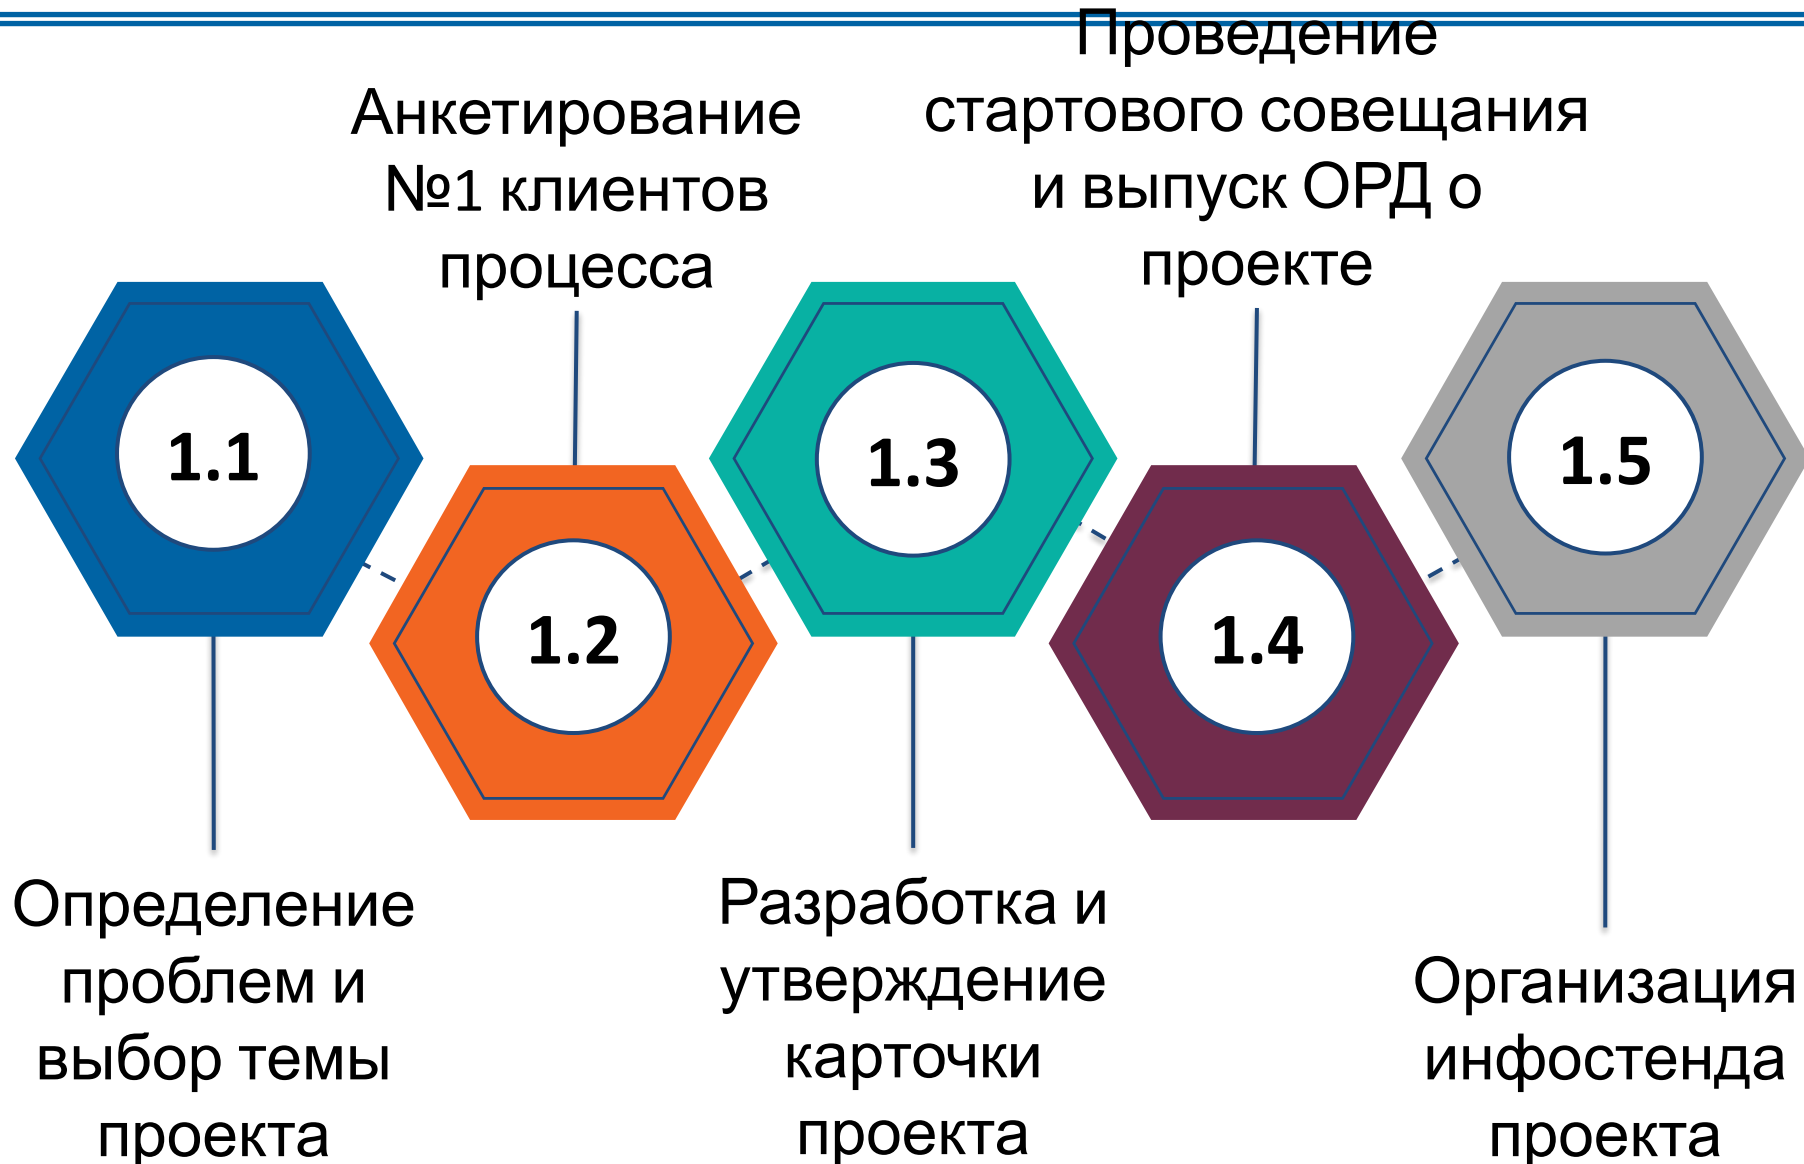 Проведение
стартового совещания
и выпуск ОРД о
проекте
Анкетирование
№1 клиентов
процесса
1.1
1.2
1.3
1.4
1.5
Определение
проблем и
выбор темы
проекта
Разработка и
утверждение
карточки
проекта
Организация
инфостенда
проекта